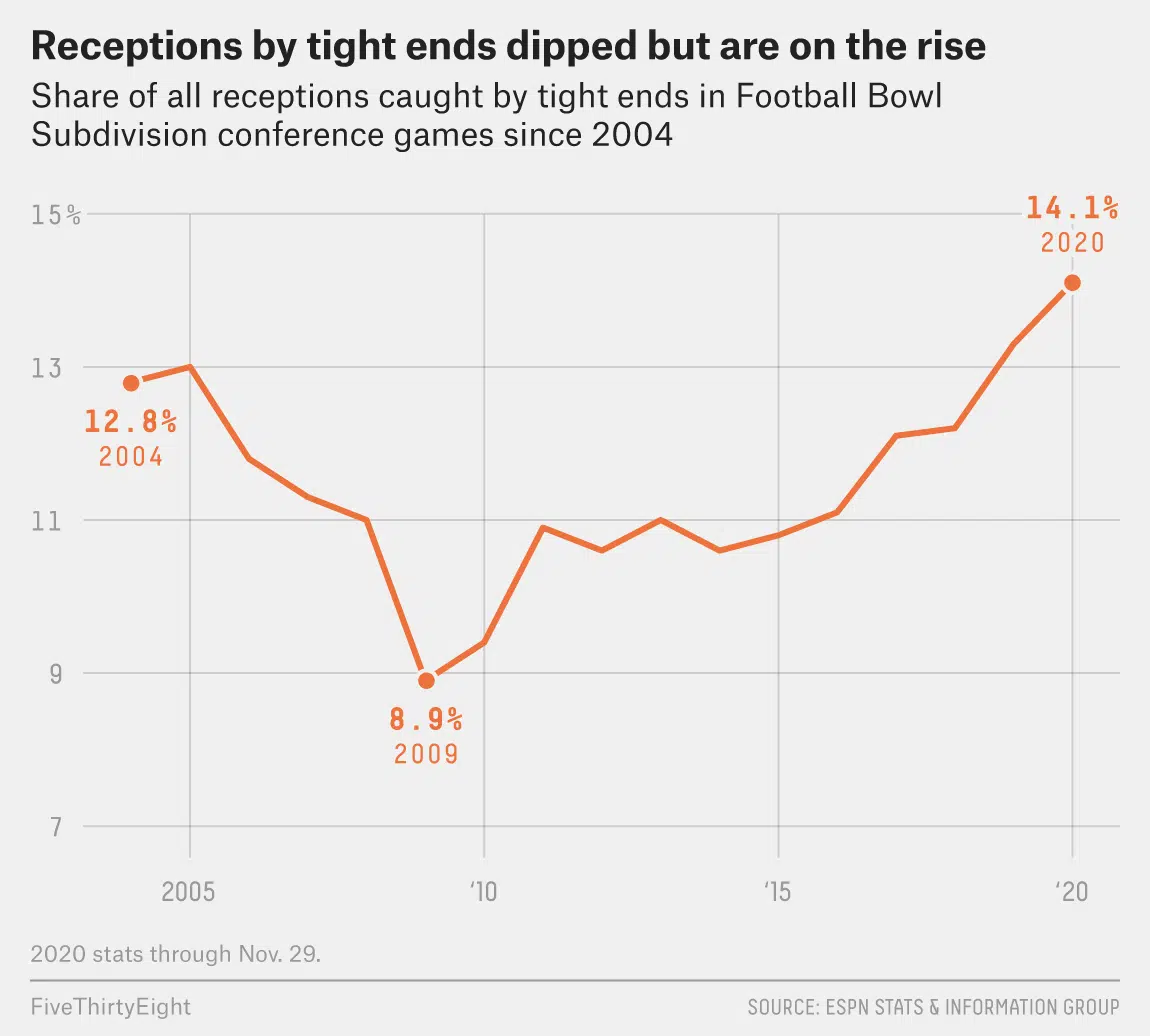 Receptions by tight ends dipped but are on the rise
Share of all receptions caught by tight ends in Football Bowl
Subdivision conference games since 2004
15%
13
11
9
7
12.8%
2004
8.9%
2009
14.1%
2020
2005
‘10
‘15
‘20
2020 stats through Nov. 29.
FiveThirtyEight
SOURCE: ESPN STATS & INFORMATION GROUP